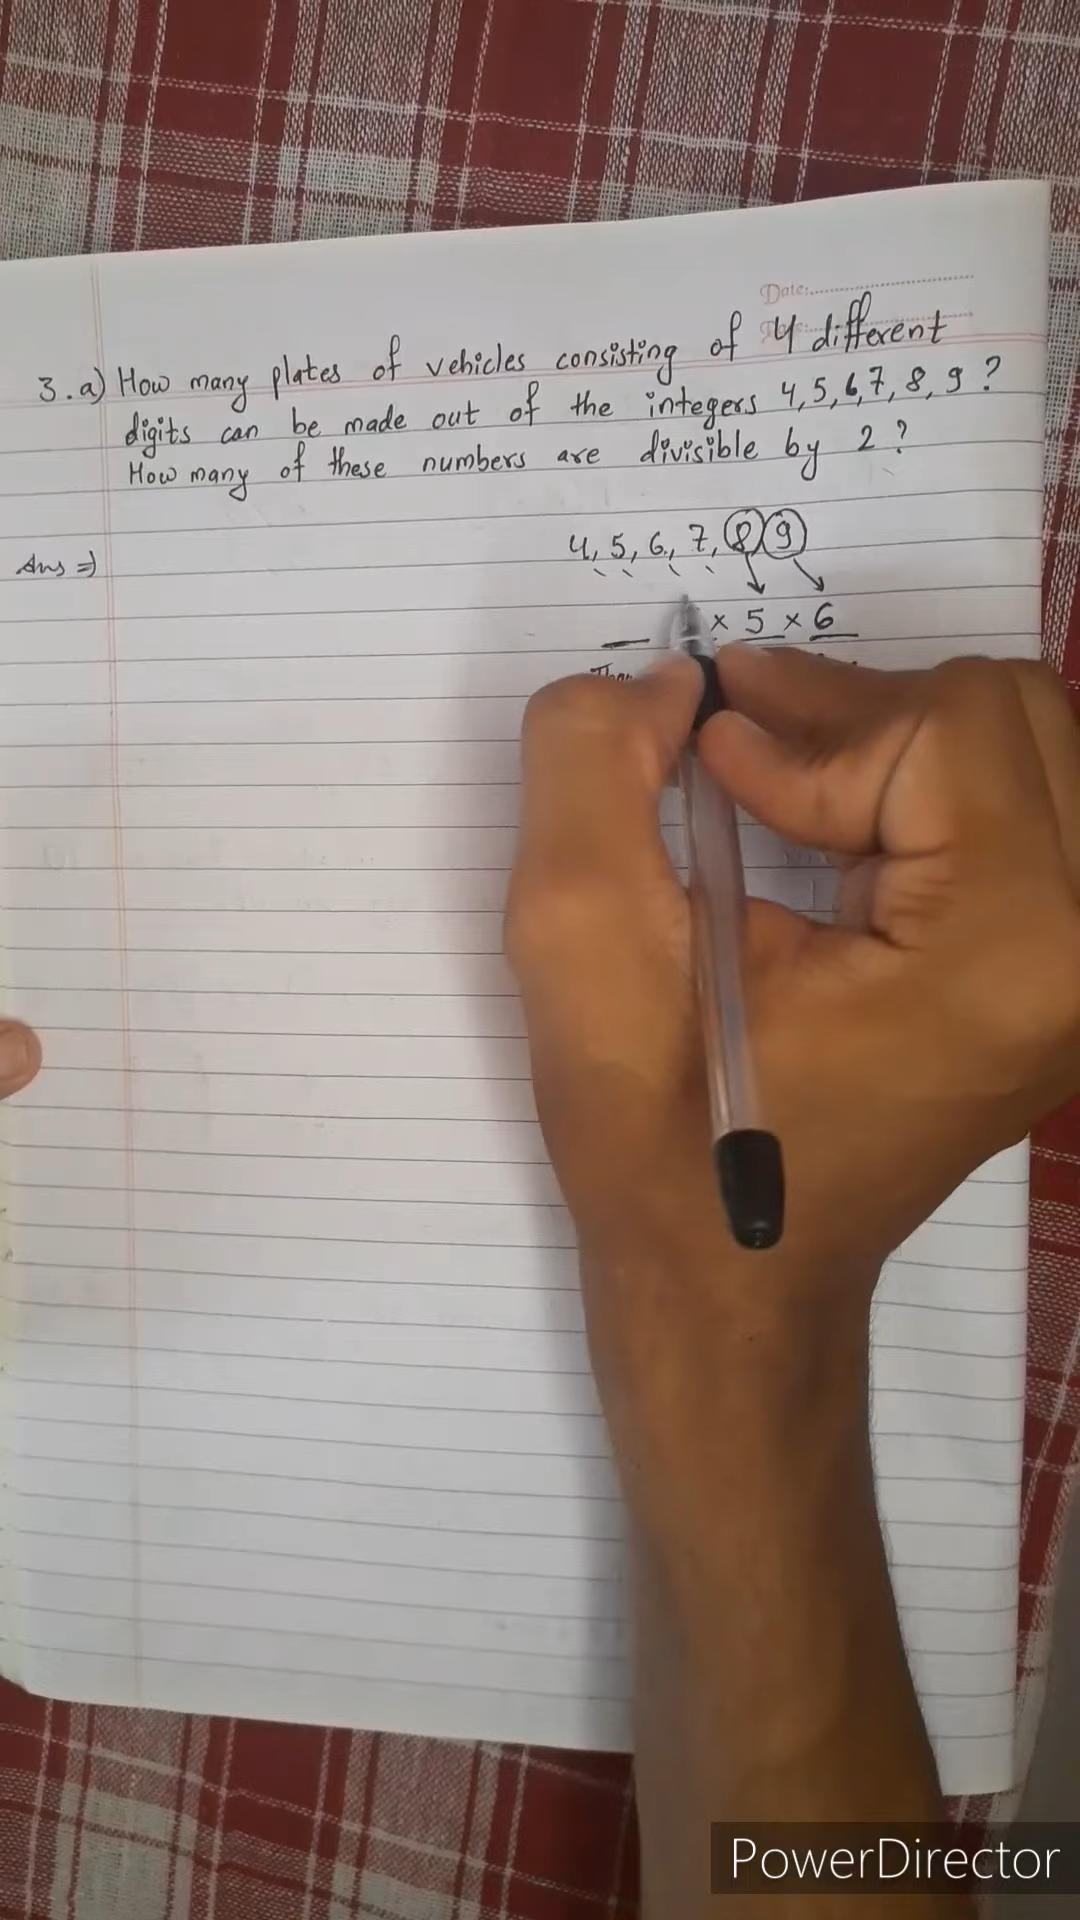 Date:
3.a) How many plates of vehicles consisting of 4 different
digits can be made out of the integers 4,5,6,7,8,9?
How many of these numbers are divisible by 2?
4, 5, 6, 7, 8, 9
Ans =>
× 5 × 6
PowerDirector